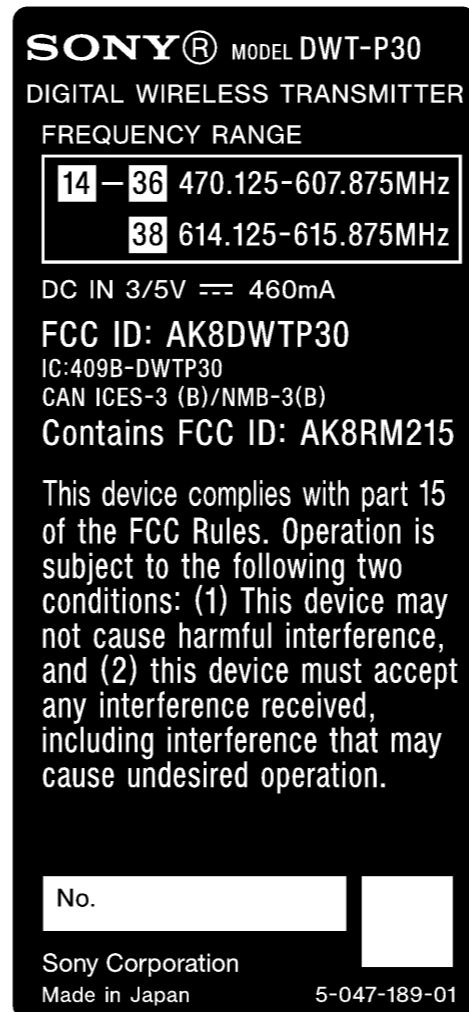 SONY® MODEL DWT-P30
DIGITAL WIRELESS TRANSMITTER
FREQUENCY RANGE
14 – 36 470.125-607.875MHz
38 614.125-615.875MHz
DC IN 3/5V ⎓ 460mA
FCC ID: AK8DWTP30
IC:409B-DWTP30
CAN ICES-3 (B)/NMB-3(B)
Contains FCC ID: AK8RM215
This device complies with part 15
of the FCC Rules. Operation is
subject to the following two
conditions: (1) This device may
not cause harmful interference,
and (2) this device must accept
any interference received,
including interference that may
cause undesired operation.
No.
Sony Corporation
Made in Japan 5-047-189-01